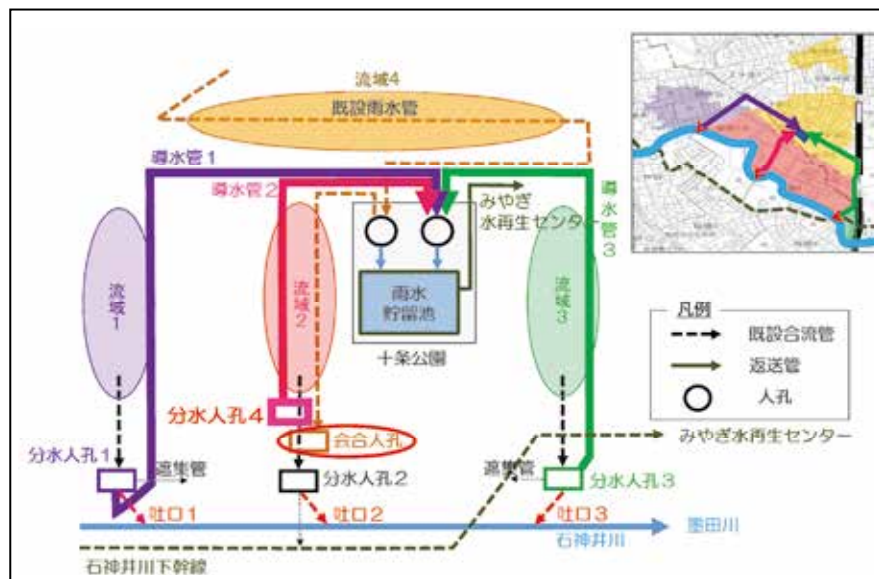 流域4
既設雨水管
導水管1
導水管2
導水管3
みやぎ
水再生センター
流域1
流域2
流域3
雨水
貯留池
十条公園
凡例
既設合流管
返送管
人孔
分水人孔4
会合人孔
みやぎ水再生センター
分水人孔1
遮集管
分水人孔2
遮集管
分水人孔3
吐口1
吐口2
吐口3
石神井川
墨田川
石神井川下幹線